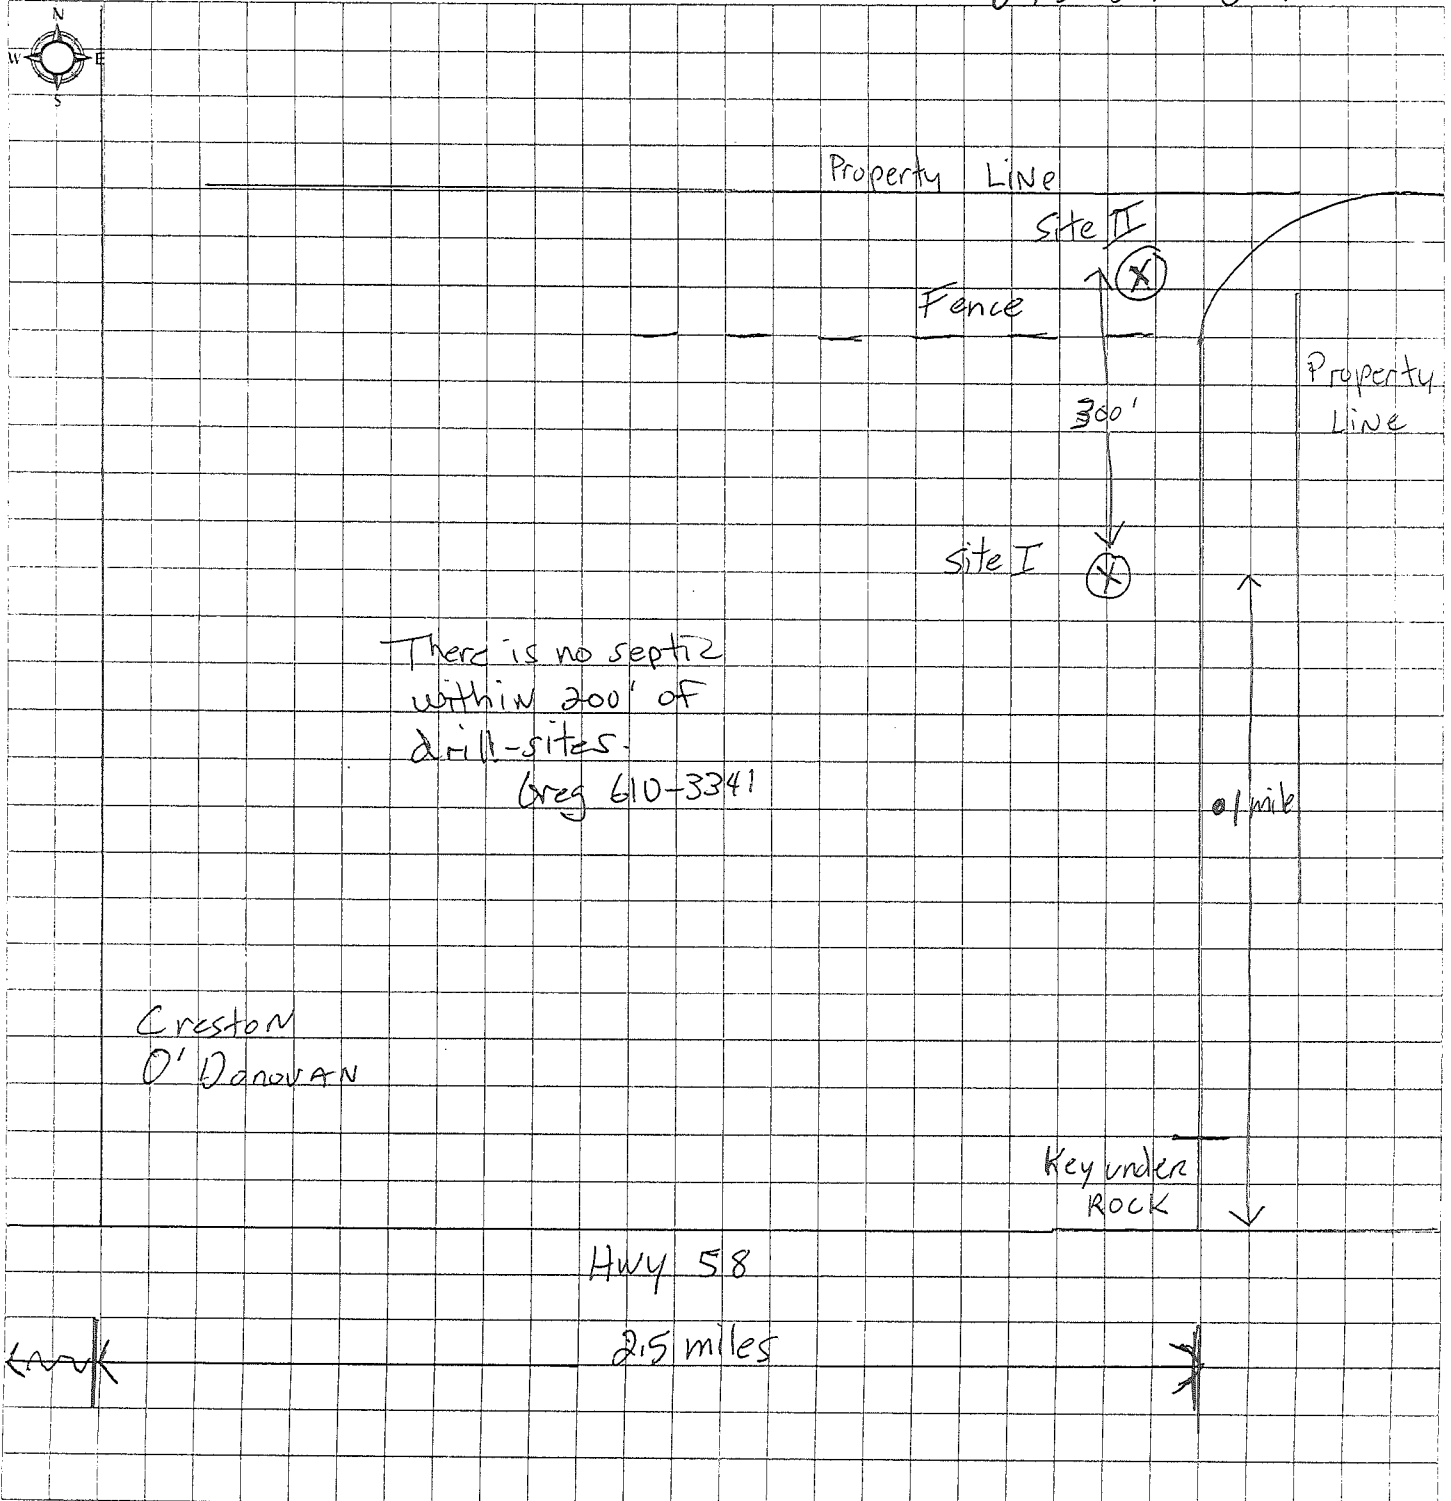 N
W E
S
Property Line
Site II
Fence
Property
Line
300'
Site I
There is no septic
within 200' of
drill-sites.
Greg 610-3341
.1 mile
Creston
O'Donovan
Key under
Rock
Hwy 58
2.5 miles